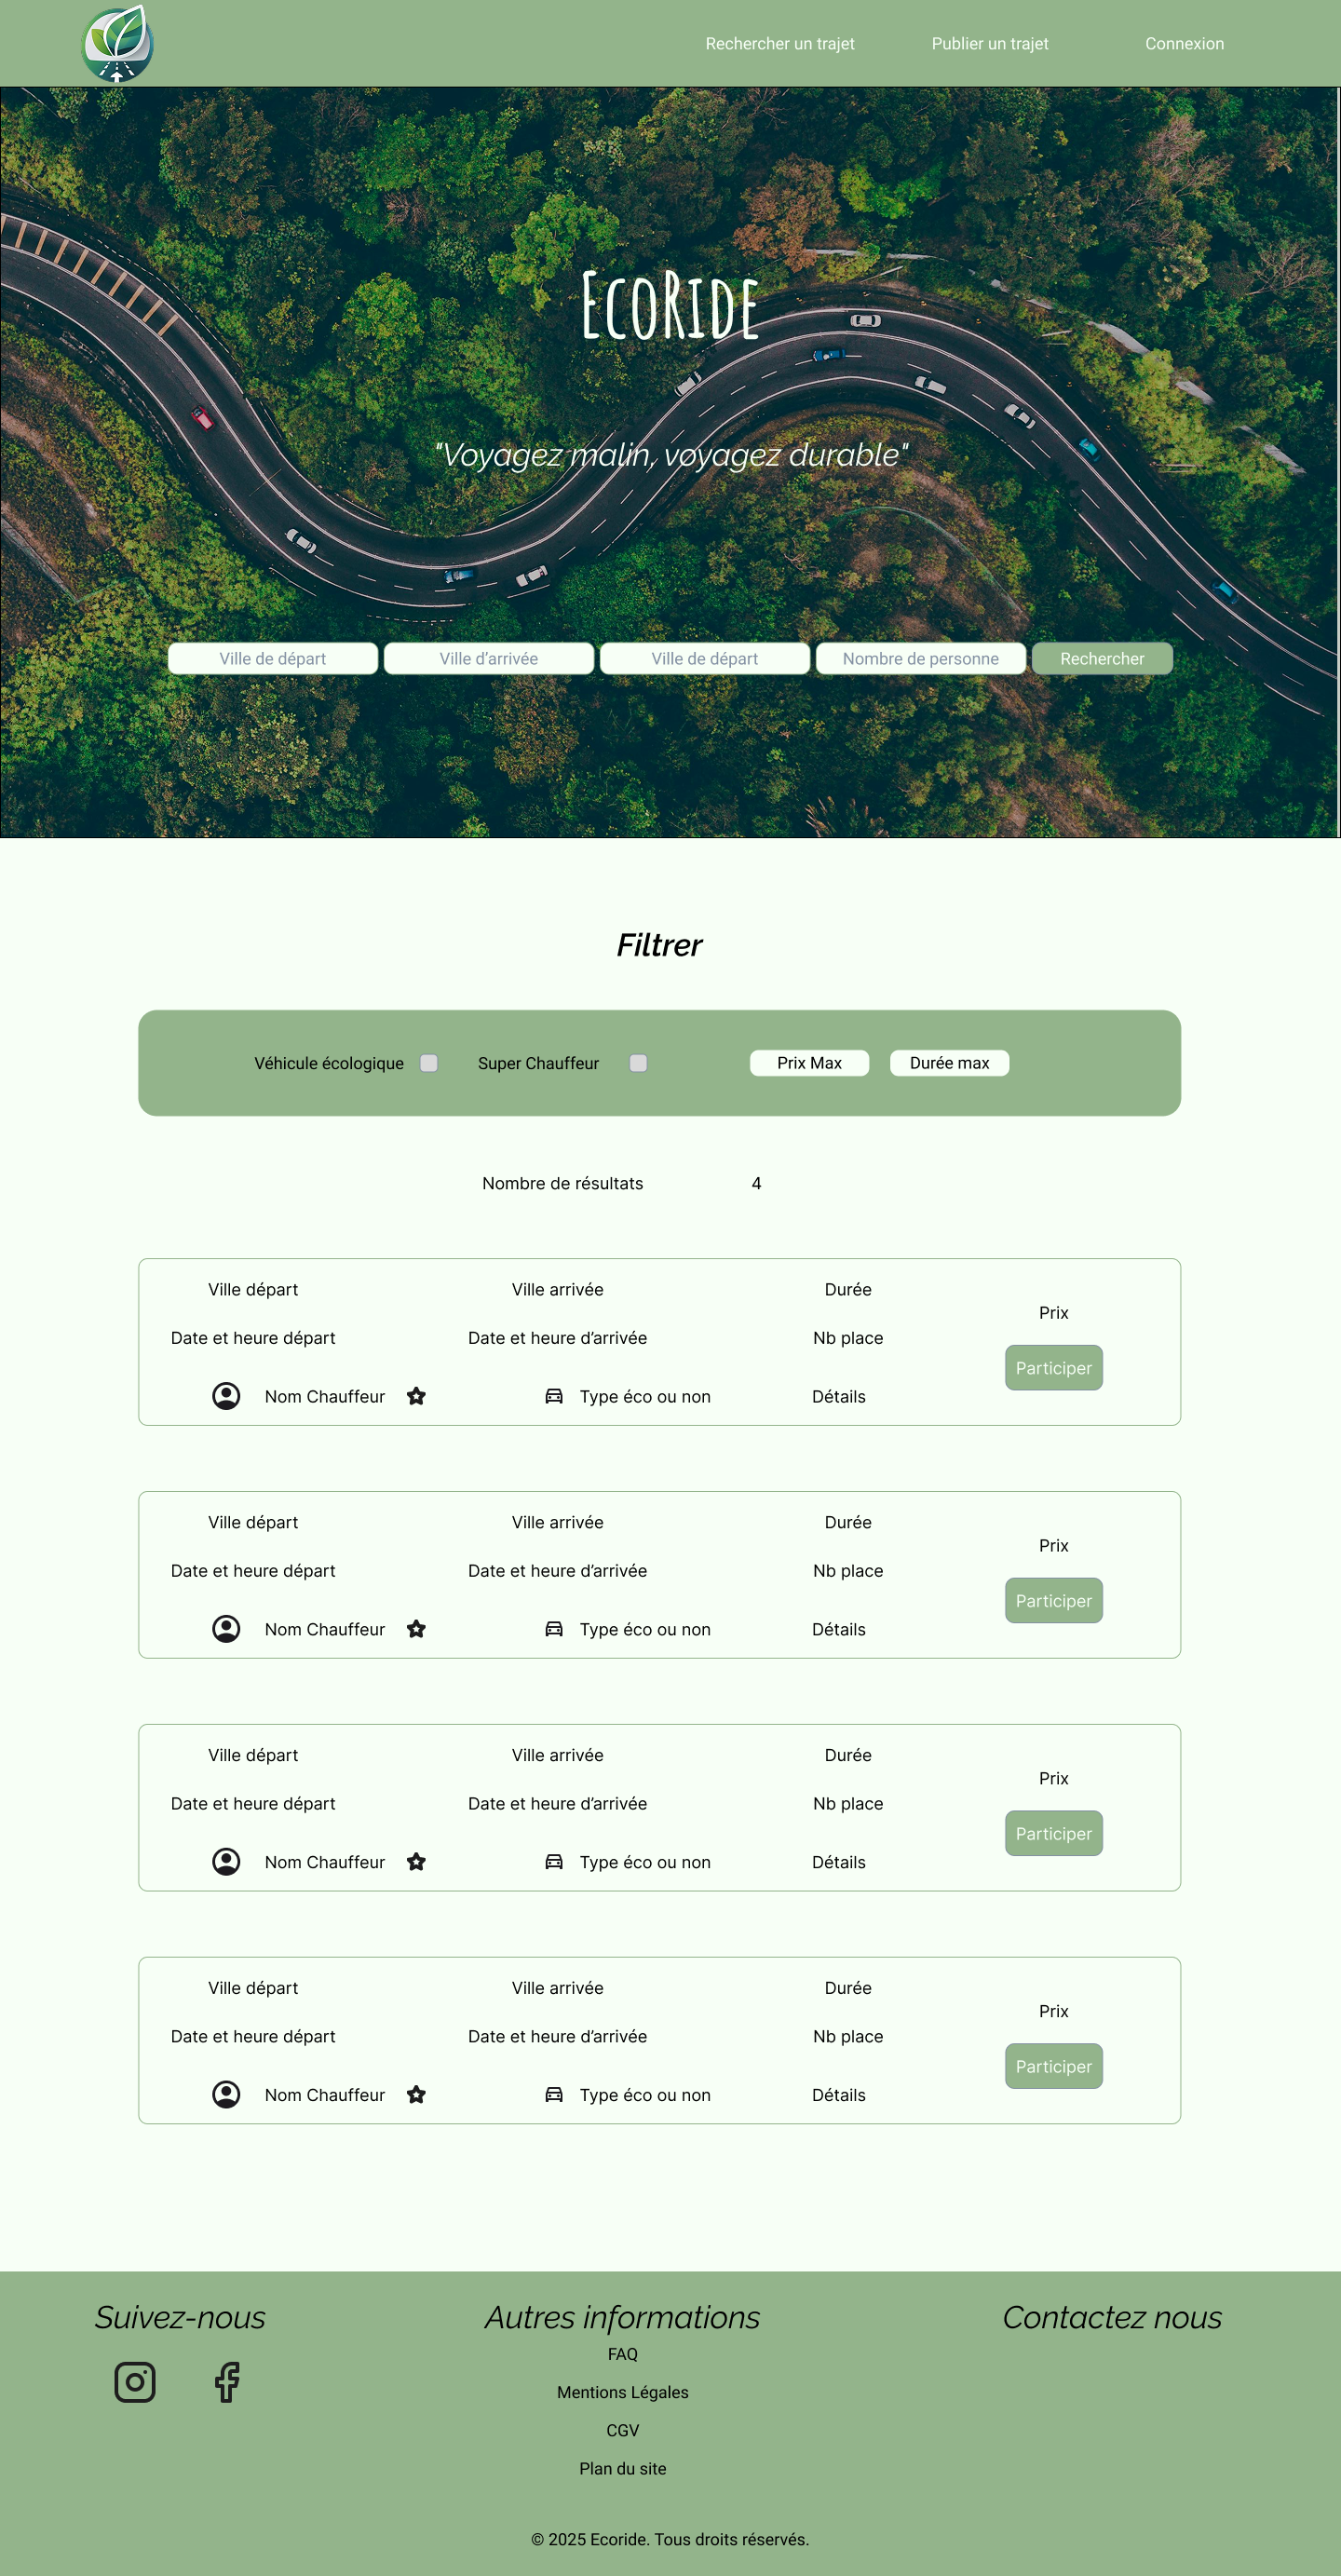 Rechercher un trajet Publier un trajet Connexion
EcoRide
"Voyagez malin, voyagez durable"
Ville de départ Ville d’arrivée Ville de départ Nombre de personne Rechercher
Filtrer
Véhicule écologique Super Chauffeur Prix Max Durée max
Nombre de résultats 4
Ville départ Ville arrivée Durée
Prix
Date et heure départ Date et heure d’arrivée Nb place
Participer
Nom Chauffeur Type éco ou non Détails
Ville départ Ville arrivée Durée
Prix
Date et heure départ Date et heure d’arrivée Nb place
Participer
Nom Chauffeur Type éco ou non Détails
Ville départ Ville arrivée Durée
Prix
Date et heure départ Date et heure d’arrivée Nb place
Participer
Nom Chauffeur Type éco ou non Détails
Ville départ Ville arrivée Durée
Prix
Date et heure départ Date et heure d’arrivée Nb place
Participer
Nom Chauffeur Type éco ou non Détails
Suivez-nous Autres informations Contactez nous
FAQ
Mentions Légales
CGV
Plan du site
© 2025 Ecoride. Tous droits réservés.